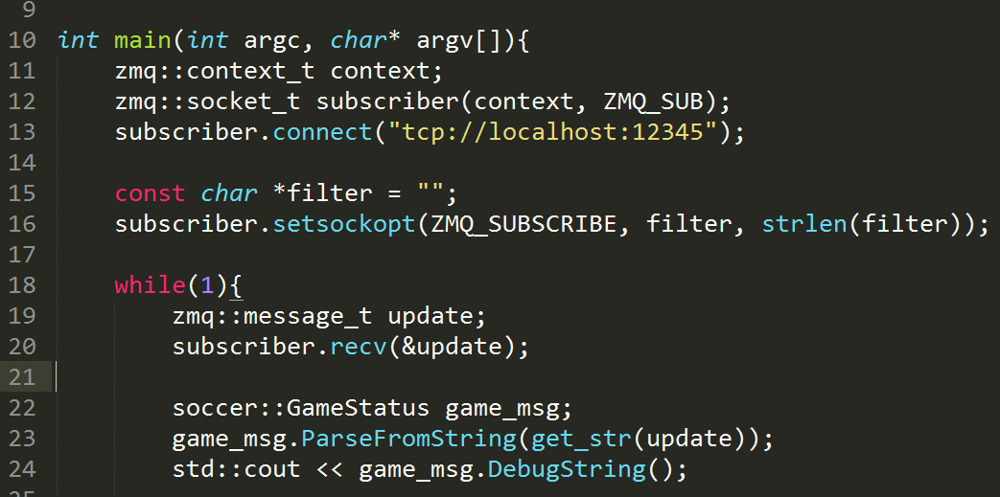 9
10 int main(int argc, char* argv[]){
11     zmq::context_t context;
12     zmq::socket_t subscriber(context, ZMQ_SUB);
13     subscriber.connect("tcp://localhost:12345");
14
15     const char *filter = "";
16     subscriber.setsockopt(ZMQ_SUBSCRIBE, filter, strlen(filter));
17
18     while(1){
19         zmq::message_t update;
20         subscriber.recv(&update);
21
22         soccer::GameStatus game_msg;
23         game_msg.ParseFromString(get_str(update));
24         std::cout << game_msg.DebugString();